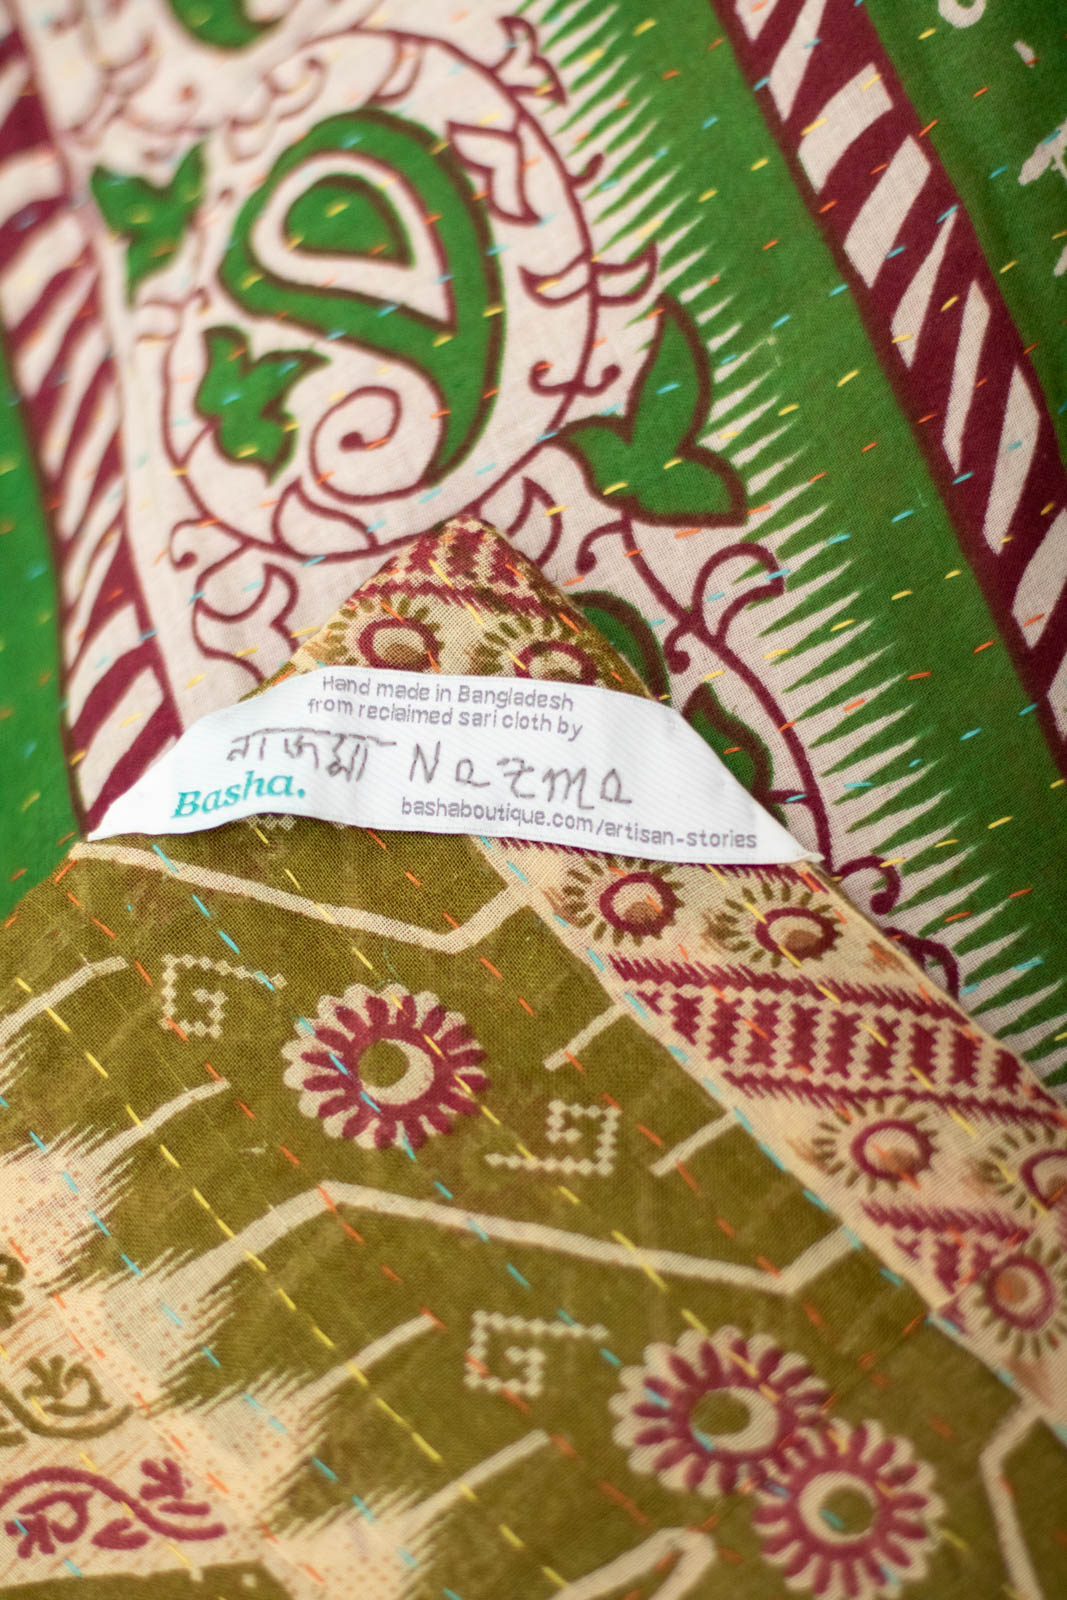 Hand made in Bangladesh
from reclaimed sari cloth by
নাজমা Nazma
Basha.
bashaboutique.com/artisan-stories